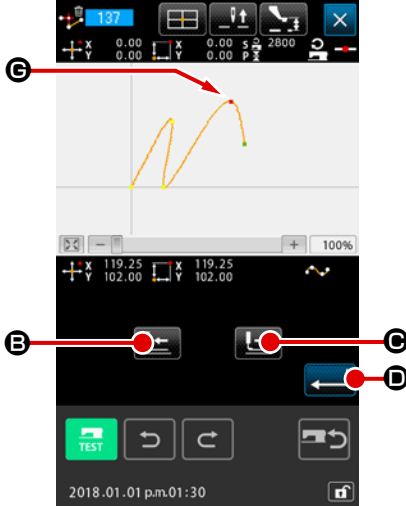 137
X 0.00 X 0.00 S 2800
Y 0.00 Y 0.00 P
G
100%
X 119.25 X 119.25
Y 102.00 Y 102.00
B
C
D
TEST
2018.01.01 p.m.01:30